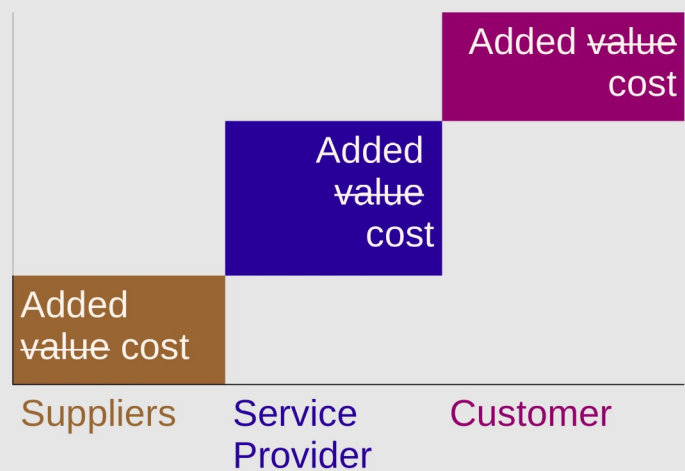 Added value
cost
Added
value
cost
Added
value cost
Suppliers
Service
Provider
Customer